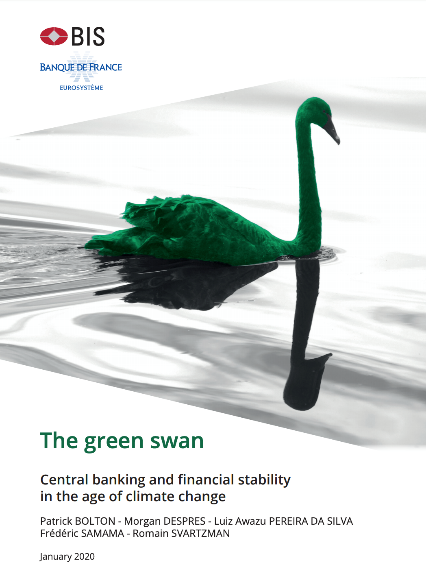 BIS
BANQUE DE FRANCE
EUROSYSTÈME
The green swan
Central banking and financial stability
in the age of climate change
Patrick BOLTON - Morgan DESPRES - Luiz Awazu PEREIRA DA SILVA
Frédéric SAMAMA - Romain SVARTZMAN
January 2020